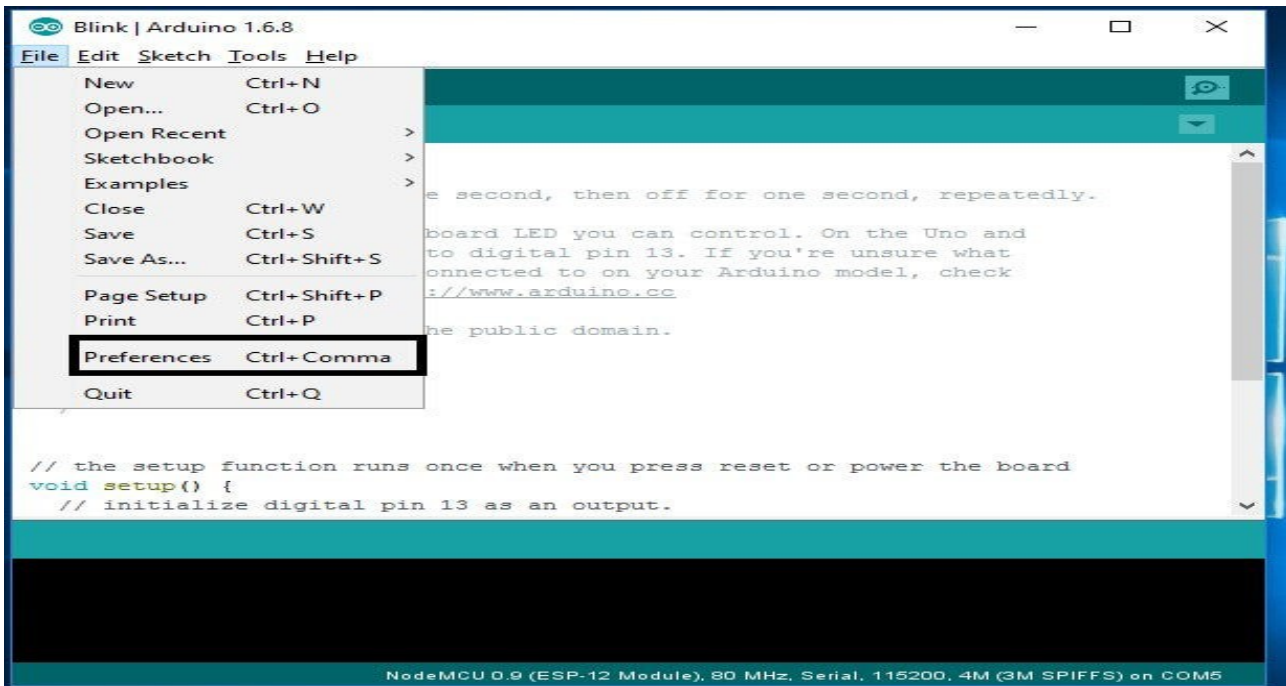 Blink | Arduino 1.6.8
File Edit Sketch Tools Help
New Ctrl+N
Open... Ctrl+O
Open Recent >
Sketchbook >
Examples >
Close Ctrl+W
Save Ctrl+S
Save As... Ctrl+Shift+S
Page Setup Ctrl+Shift+P
Print Ctrl+P
Preferences Ctrl+Comma
Quit Ctrl+Q
e second, then off for one second, repeatedly.
board LED you can control. On the Uno and
to digital pin 13. If you're unsure what
onnected to on your Arduino model, check
://www.arduino.cc
he public domain.
// the setup function runs once when you press reset or power the board
void setup() {
// initialize digital pin 13 as an output.
NodeMCU 0.9 (ESP-12 Module), 80 MHz, Serial, 115200, 4M (3M SPIFFS) on COM5